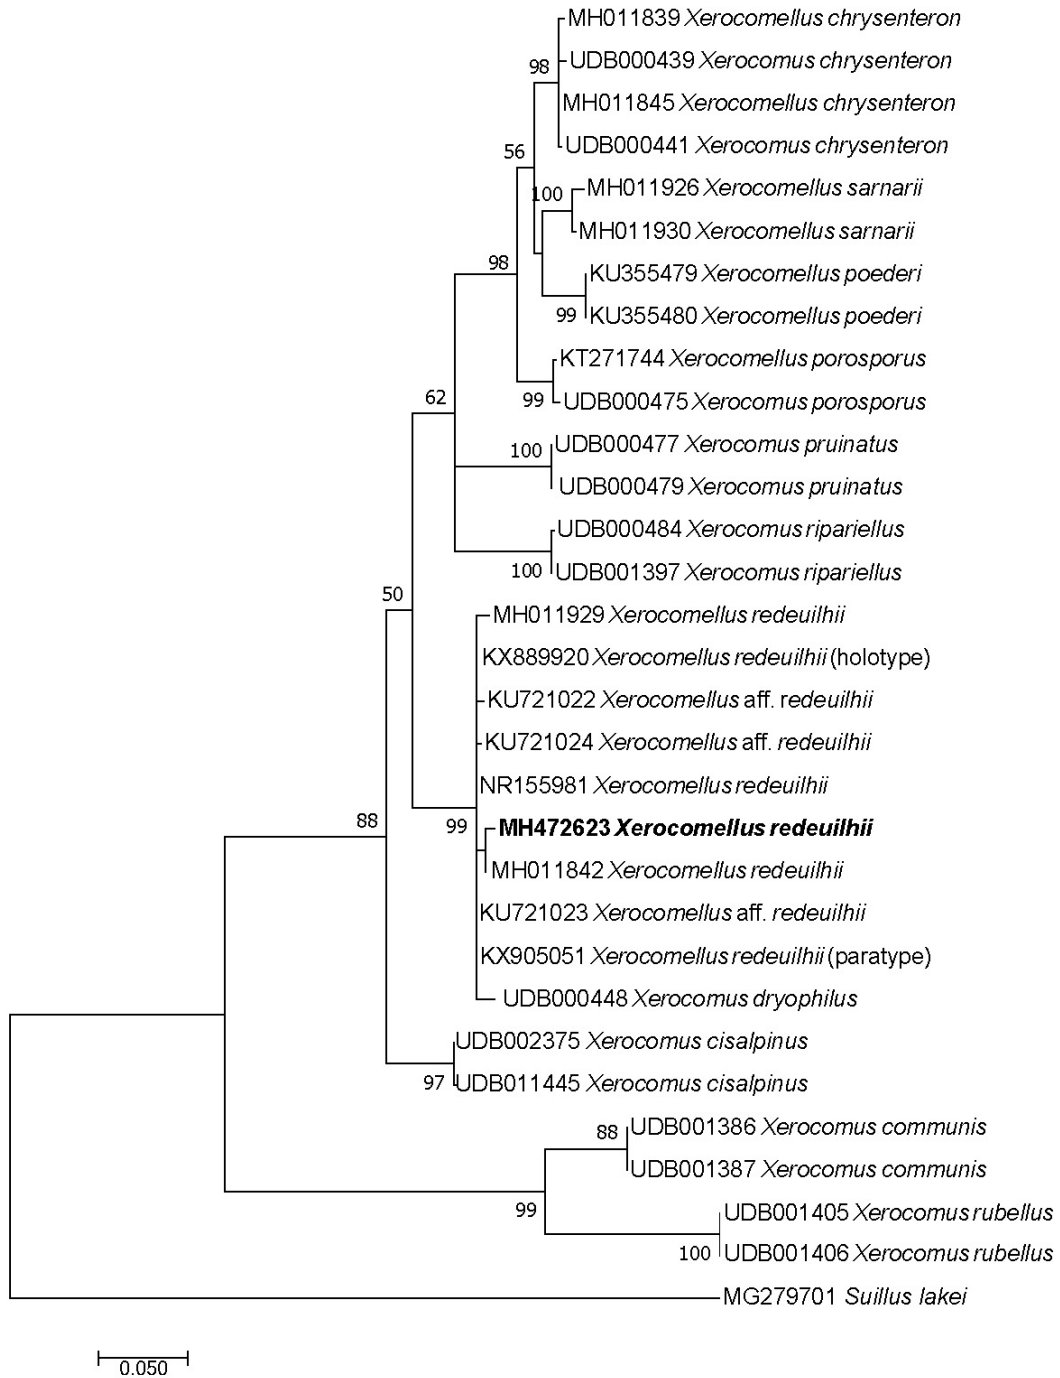 MH011839 Xerocomellus chrysenteron
98
UDB000439 Xerocomus chrysenteron
MH011845 Xerocomellus chrysenteron
UDB000441 Xerocomus chrysenteron
56
MH011926 Xerocomellus sarnarii
100
MH011930 Xerocomellus sarnarii
98
KU355479 Xerocomellus poederi
99
KU355480 Xerocomellus poederi
KT271744 Xerocomellus porosporus
62
99
UDB000475 Xerocomus porosporus
100
UDB000477 Xerocomus pruinatus
UDB000479 Xerocomus pruinatus
UDB000484 Xerocomus ripariellus
100
UDB001397 Xerocomus ripariellus
50
MH011929 Xerocomellus redeuilhii
KX889920 Xerocomellus redeuilhii (holotype)
KU721022 Xerocomellus aff. redeuilhii
KU721024 Xerocomellus aff. redeuilhii
NR155981 Xerocomellus redeuilhii
88
99
MH472623 Xerocomellus redeuilhii
MH011842 Xerocomellus redeuilhii
KU721023 Xerocomellus aff. redeuilhii
KX905051 Xerocomellus redeuilhii (paratype)
UDB000448 Xerocomus dryophilus
UDB002375 Xerocomus cisalpinus
97
UDB011445 Xerocomus cisalpinus
88
UDB001386 Xerocomus communis
UDB001387 Xerocomus communis
99
UDB001405 Xerocomus rubellus
100
UDB001406 Xerocomus rubellus
MG279701 Suillus lakei
0.050